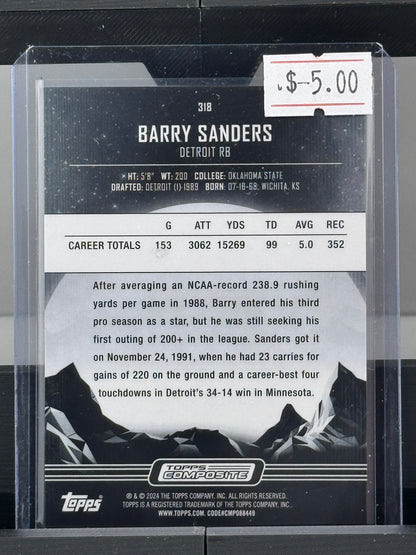 $-5.00
318
BARRY SANDERS
DETROIT RB
HT: 5'8" WT: 200 COLLEGE: OKLAHOMA STATE
DRAFTED: DETROIT (1) 1989 BORN: 07-16-68, WICHITA, KS
G ATT YDS TD AVG REC
CAREER TOTALS 153 3062 15269 99 5.0 352
After averaging an NCAA-record 238.9 rushing
yards per game in 1988, Barry entered his third
pro season as a star, but he was still seeking his
first outing of 200+ in the league. Sanders got it
on November 24, 1991, when he had 23 carries for
gains of 220 on the ground and a career-best four
touchdowns in Detroit's 34-14 win in Minnesota.
TOPPS
COMPOSITE
Topps
® & © 2024 THE TOPPS COMPANY, INC. ALL RIGHTS RESERVED.
TOPPS IS A REGISTERED TRADEMARK OF THE TOPPS COMPANY, INC.
WWW.TOPPS.COM. CODE#CMP088449